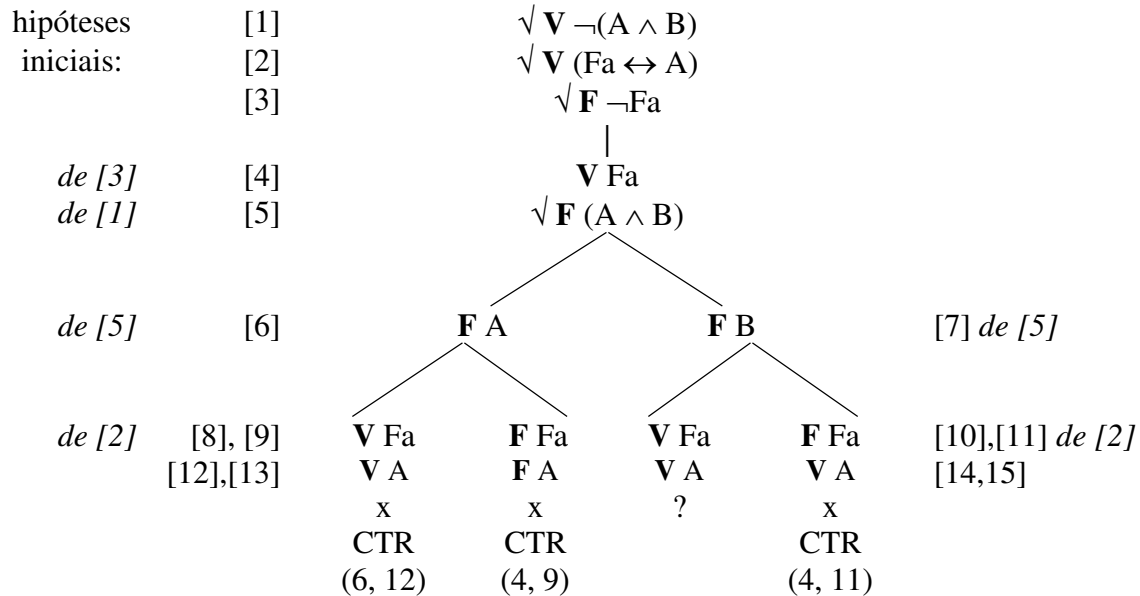 hipóteses [1] √ V ¬(A ∧ B)
iniciais: [2] √ V (Fa ↔ A)
[3] √ F ¬Fa
de [3] [4] V Fa
de [1] [5] √ F (A ∧ B)
de [5] [6] F A F B [7] de [5]
de [2] [8], [9] V Fa F Fa V Fa F Fa [10],[11] de [2]
[12],[13] V A F A V A V A [14,15]
x x ? x
CTR CTR CTR
(6, 12) (4, 9) (4, 11)